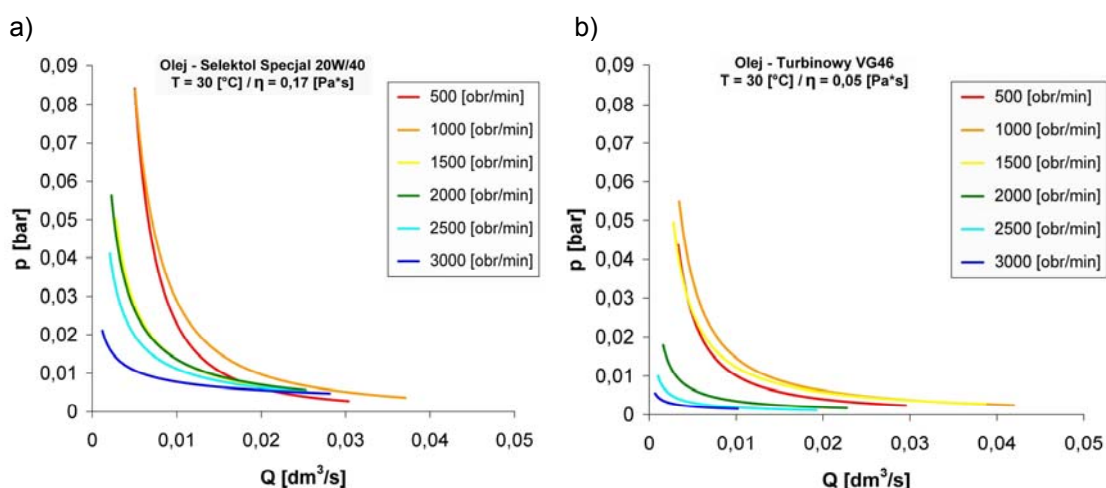 a)
Olej - Selektol Specjal 20W/40
T = 30 [°C] / η = 0,17 [Pa*s]
0,09
0,08
0,07
0,06
0,05
0,04
0,03
0,02
0,01
0
p [bar]
500 [obr/min]
1000 [obr/min]
1500 [obr/min]
2000 [obr/min]
2500 [obr/min]
3000 [obr/min]
0 0,01 0,02 0,03 0,04 0,05
Q [dm³/s]
b)
Olej - Turbinowy VG46
T = 30 [°C] / η = 0,05 [Pa*s]
0,09
0,08
0,07
0,06
0,05
0,04
0,03
0,02
0,01
0
p [bar]
500 [obr/min]
1000 [obr/min]
1500 [obr/min]
2000 [obr/min]
2500 [obr/min]
3000 [obr/min]
0 0,01 0,02 0,03 0,04 0,05
Q [dm³/s]